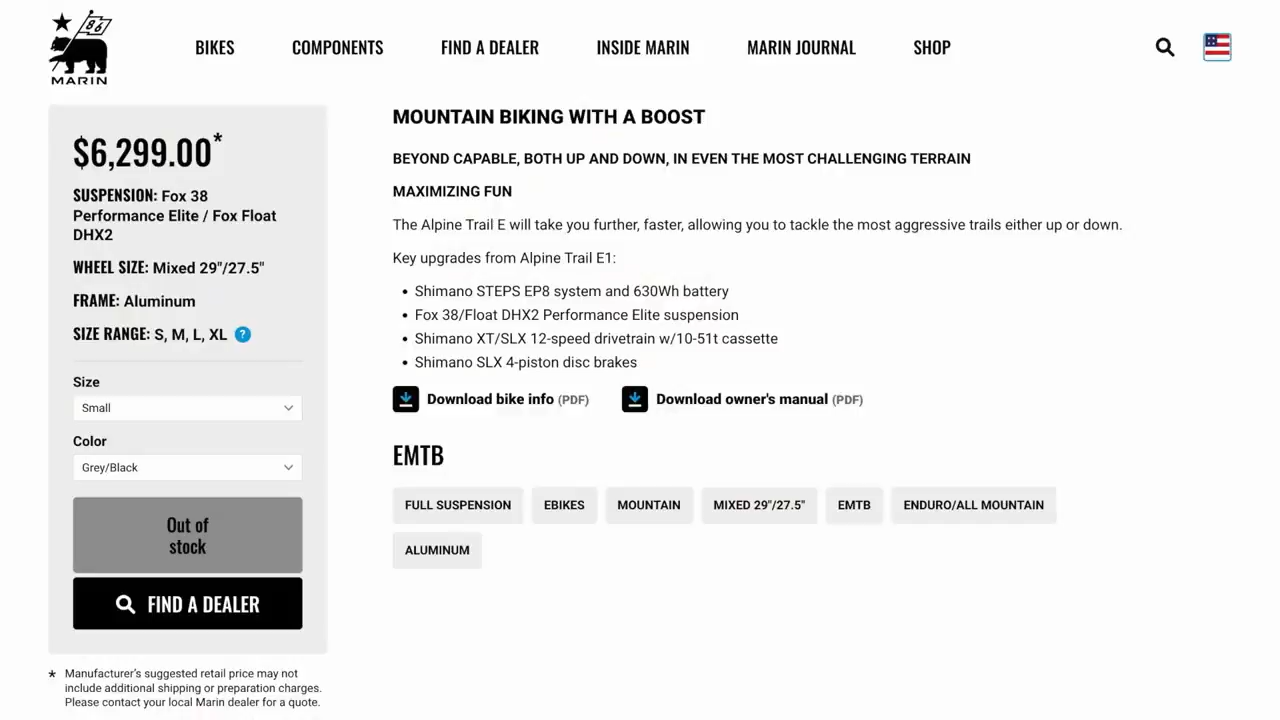 86
MARIN
BIKES
COMPONENTS
FIND A DEALER
INSIDE MARIN
MARIN JOURNAL
SHOP
$6,299.00*
SUSPENSION: Fox 38
Performance Elite / Fox Float
DHX2
WHEEL SIZE: Mixed 29"/27.5"
FRAME: Aluminum
SIZE RANGE: S, M, L, XL ?
Size
Small
Color
Grey/Black
Out of
stock
FIND A DEALER
* Manufacturer's suggested retail price may not
include additional shipping or preparation charges.
Please contact your local Marin dealer for a quote.
MOUNTAIN BIKING WITH A BOOST
BEYOND CAPABLE, BOTH UP AND DOWN, IN EVEN THE MOST CHALLENGING TERRAIN
MAXIMIZING FUN
The Alpine Trail E will take you further, faster, allowing you to tackle the most aggressive trails either up or down.
Key upgrades from Alpine Trail E1:
• Shimano STEPS EP8 system and 630Wh battery
• Fox 38/Float DHX2 Performance Elite suspension
• Shimano XT/SLX 12-speed drivetrain w/10-51t cassette
• Shimano SLX 4-piston disc brakes
Download bike info (PDF)
Download owner's manual (PDF)
EMTB
FULL SUSPENSION
EBIKES
MOUNTAIN
MIXED 29"/27.5"
EMTB
ENDURO/ALL MOUNTAIN
ALUMINUM